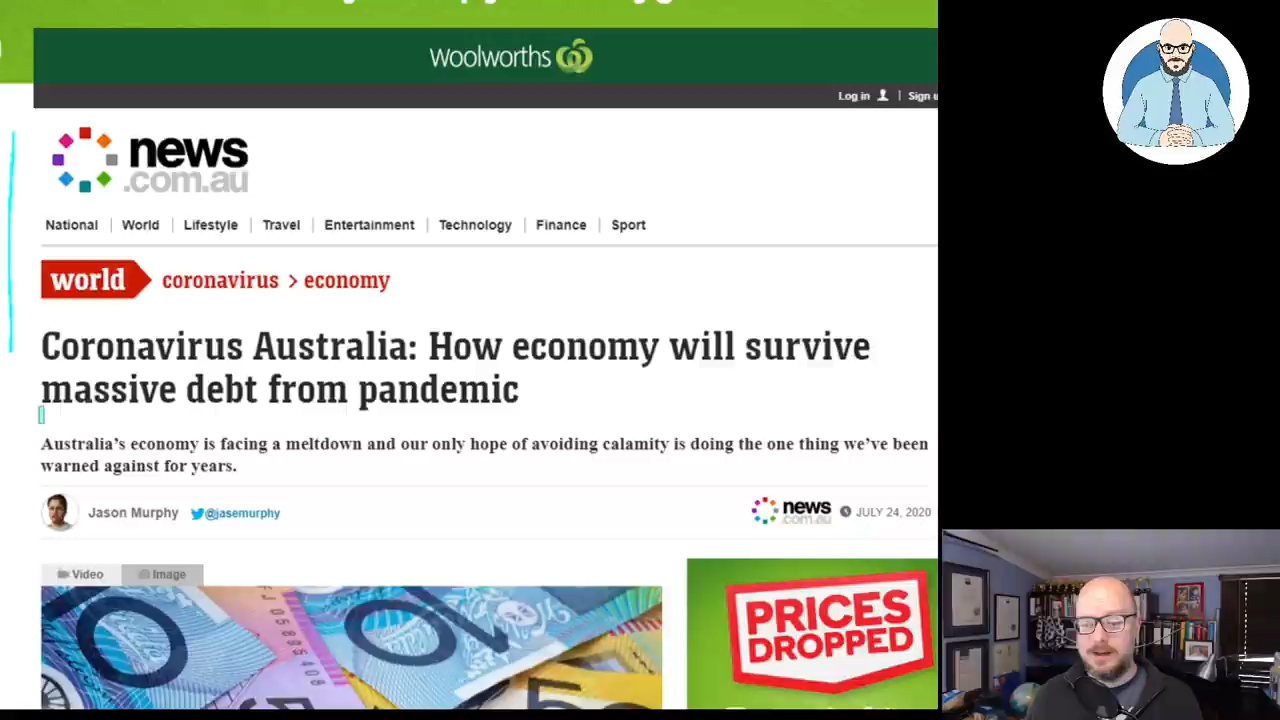 Woolworths
Log in | Sign u
news
.com.au
National | World | Lifestyle | Travel | Entertainment | Technology | Finance | Sport
world coronavirus > economy
Coronavirus Australia: How economy will survive
massive debt from pandemic
Australia's economy is facing a meltdown and our only hope of avoiding calamity is doing the one thing we've been
warned against for years.
Jason Murphy @jasemurphy
news
.com.au
JULY 24, 2020
Video Image
PRICES
DROPPED